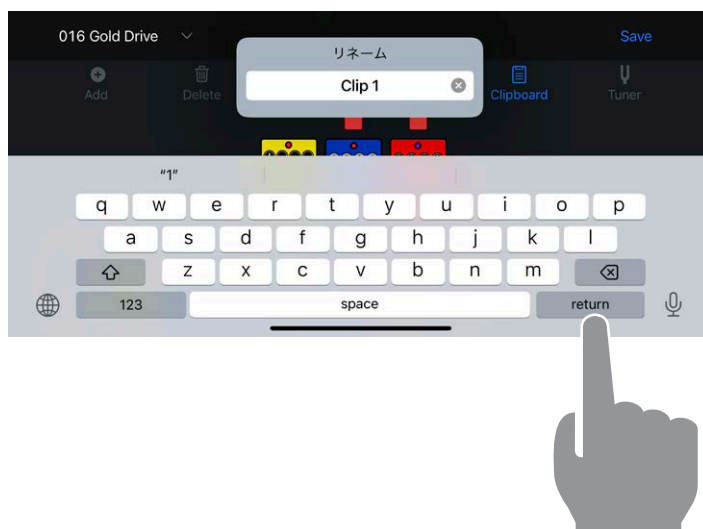 016 Gold Drive
リネーム
Save
Clip 1
Add
Delete
Clipboard
Tuner
“1”
q w e r t y u i o p
a s d f g h j k l
z x c v b n m
123
space
return